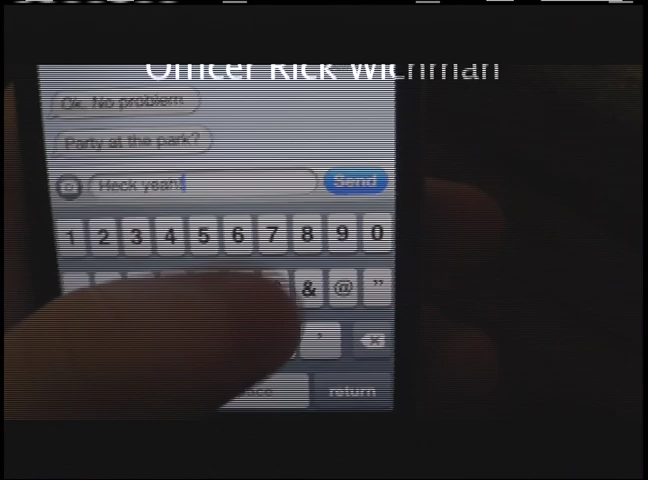 Officer Rick Wichman
Ok. No problem
Party at the park?
Heck yeah!
Send
1 2 3 4 5 6 7 8 9 0
& @ "
'
return